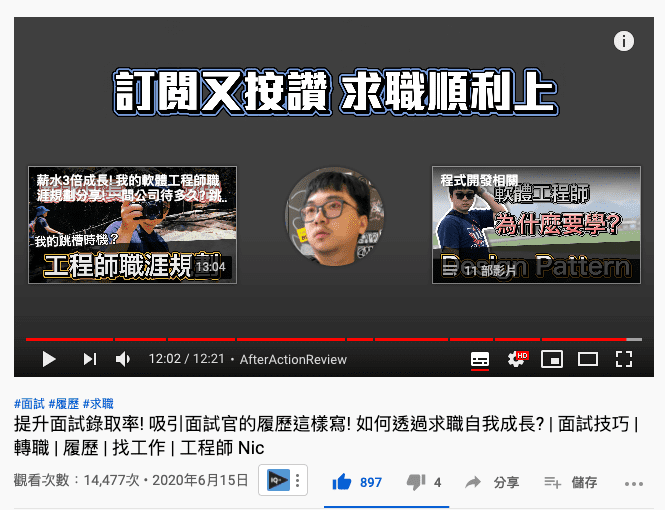 訂閱又按讚 求職順利上
薪水3倍成長! 我的軟體工程師職
涯規劃分享! 一間公司待多久? 跳..
我的跳槽時機?
工程師職涯規劃
13:04
程式開發相關
軟體工程師
為什麼要學?
Design Pattern
11 部影片
12:02 / 12:21 • AfterActionReview
HD
#面試 #履歷 #求職
提升面試錄取率! 吸引面試官的履歷這樣寫! 如何透過求職自我成長? | 面試技巧 |
轉職 | 履歷 | 找工作 | 工程師 Nic
觀看次數：14,477次 • 2020年6月15日 IQ 897 4 分享 儲存